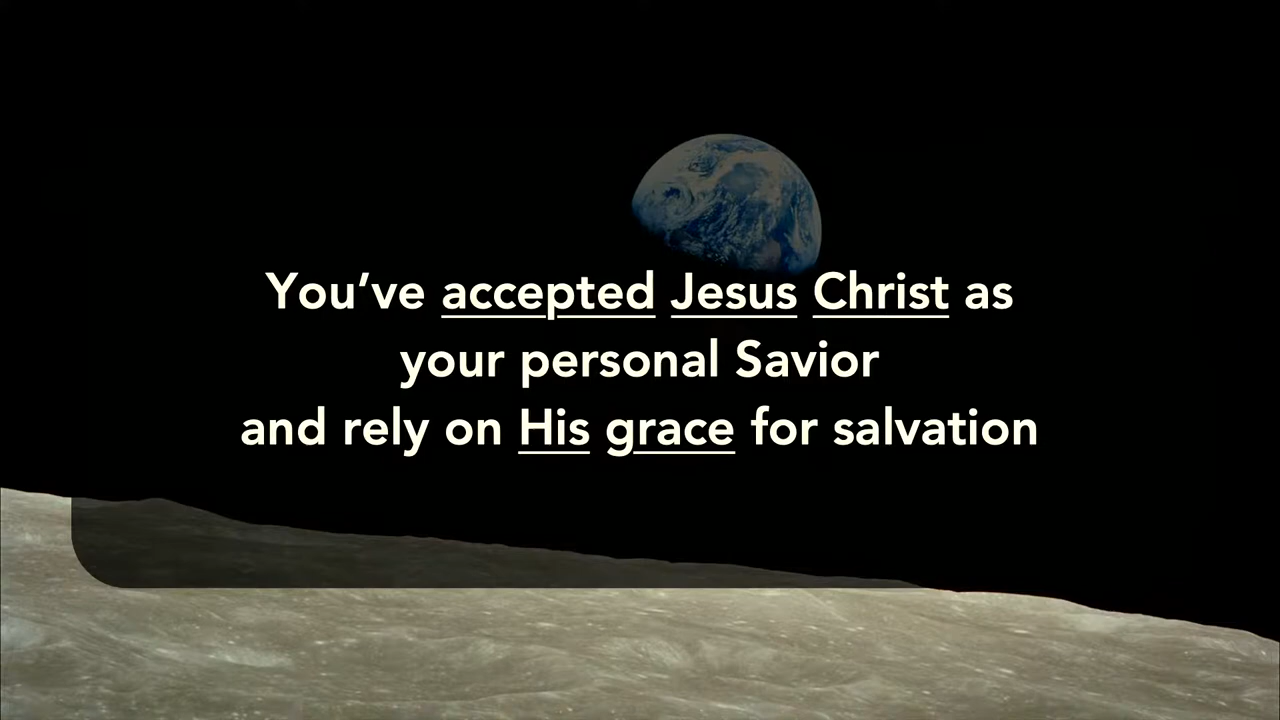 You’ve accepted Jesus Christ as
your personal Savior
and rely on His grace for salvation